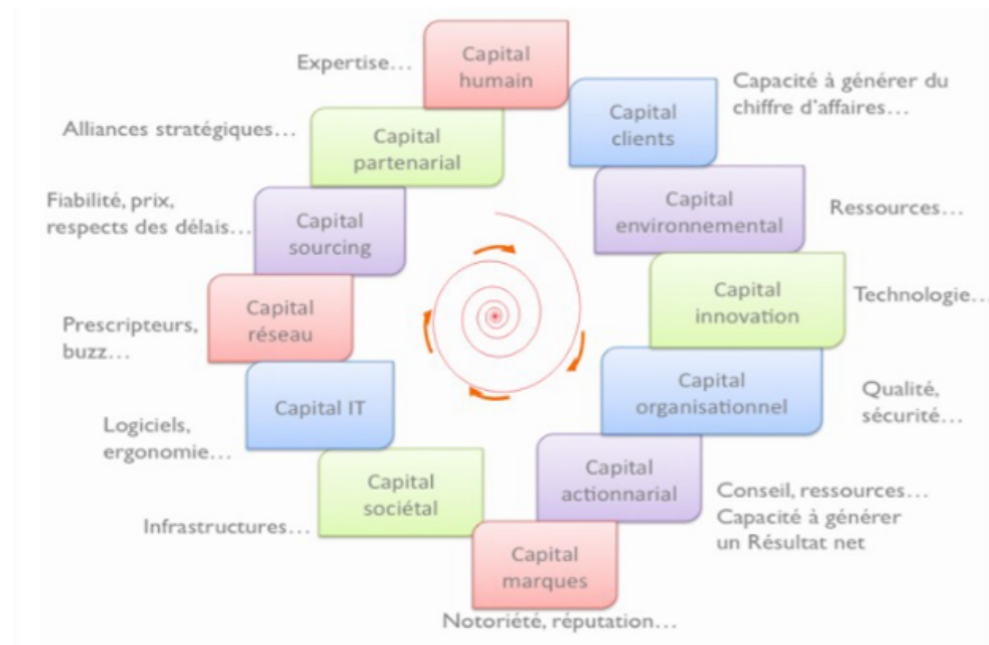 Capital
humain
Expertise…
Capital
clients
Capacité à générer du
chiffre d'affaires…
Capital
environnemental
Ressources…
Capital
innovation
Technologie…
Capital
organisationnel
Qualité,
sécurité…
Capital
actionnarial
Conseil, ressources…
Capacité à générer
un Résultat net
Capital
marques
Notoriété, réputation…
Capital
sociétal
Infrastructures…
Capital IT
Logiciels,
ergonomie…
Capital
réseau
Prescripteurs,
buzz…
Capital
sourcing
Fiabilité, prix,
respects des délais…
Capital
partenarial
Alliances stratégiques…